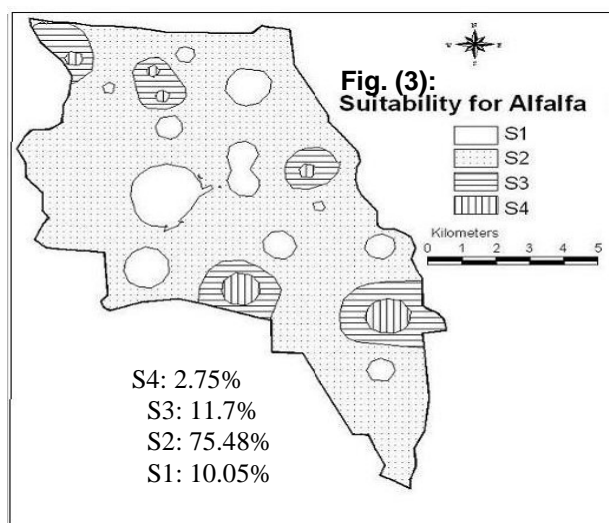 Fig. (3):
Suitability for Alfalfa
S1
S2
S3
S4
Kilometers
0 1 2 3 4 5
S4: 2.75%
S3: 11.7%
S2: 75.48%
S1: 10.05%